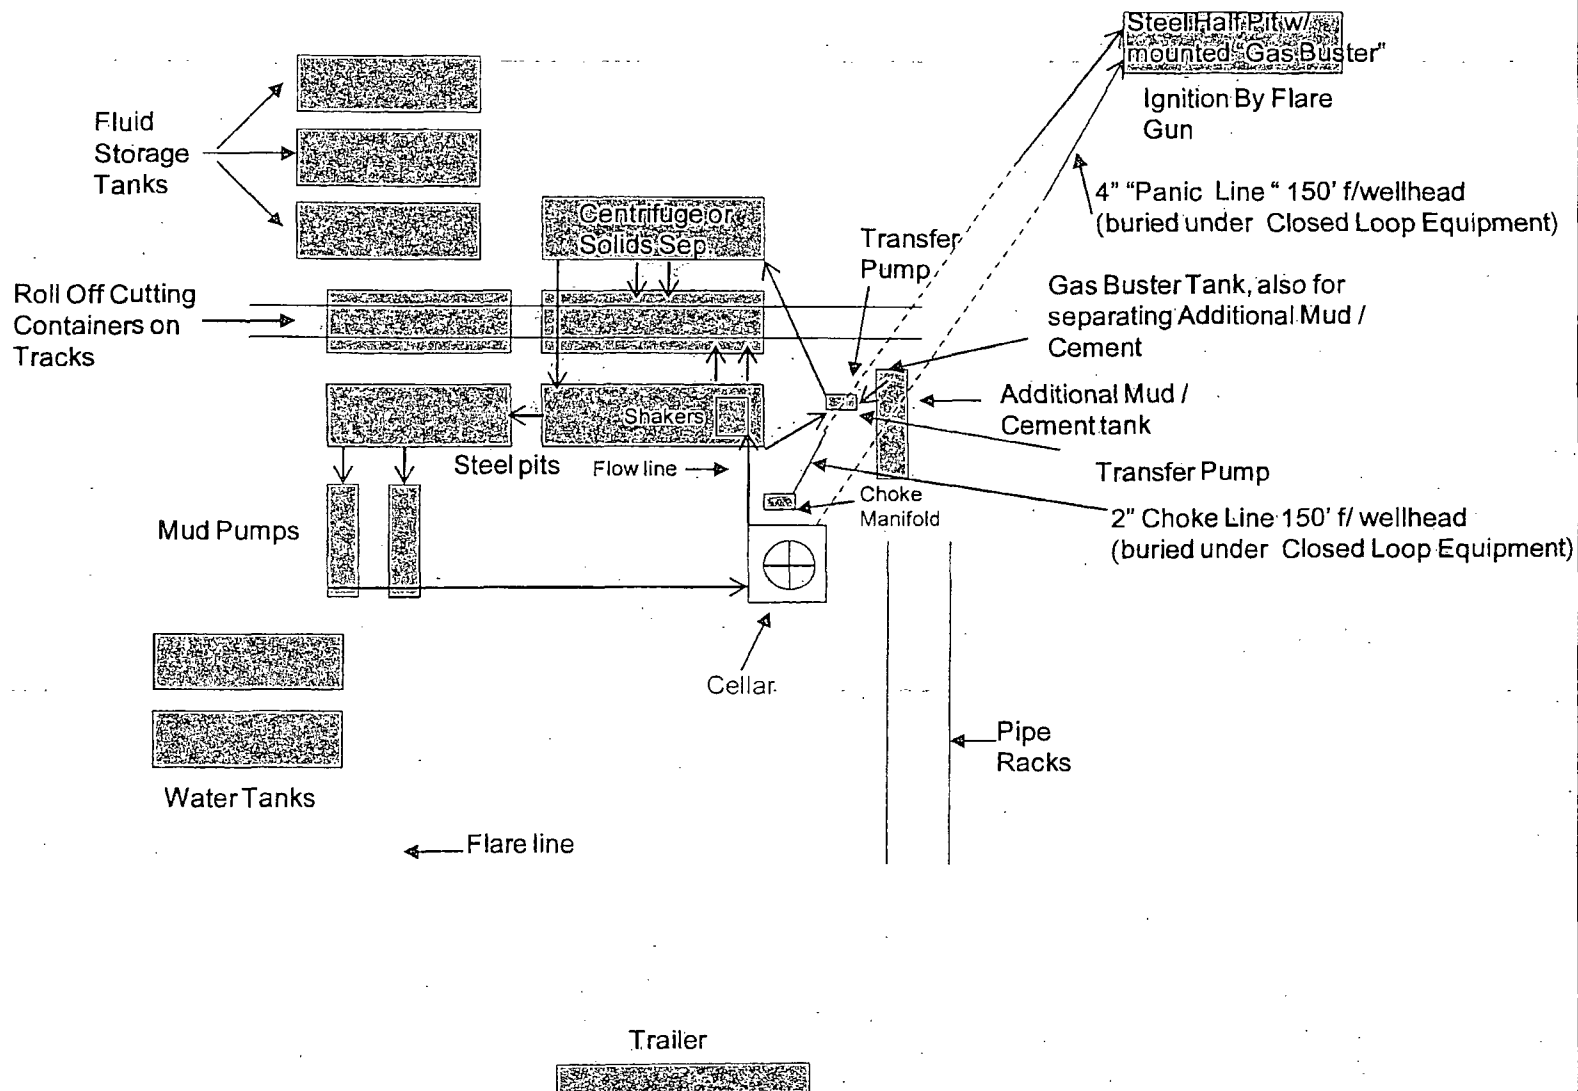 Steel Half Pit w/
mounted "Gas Buster"
Ignition By Flare
Gun
Fluid
Storage
Tanks
4" "Panic Line " 150' f/wellhead
(buried under Closed Loop Equipment)
Centrifuge or
Solids Sep
Transfer
Pump
Roll Off Cutting
Containers on
Tracks
Gas Buster Tank, also for
separating Additional Mud /
Cement
Additional Mud /
Cement tank
Shakers
Steel pits
Flow line
Transfer Pump
Choke
Manifold
2" Choke Line 150' f/ wellhead
(buried under Closed Loop Equipment)
Mud Pumps
Cellar
Pipe
Racks
Water Tanks
Flare line
Trailer